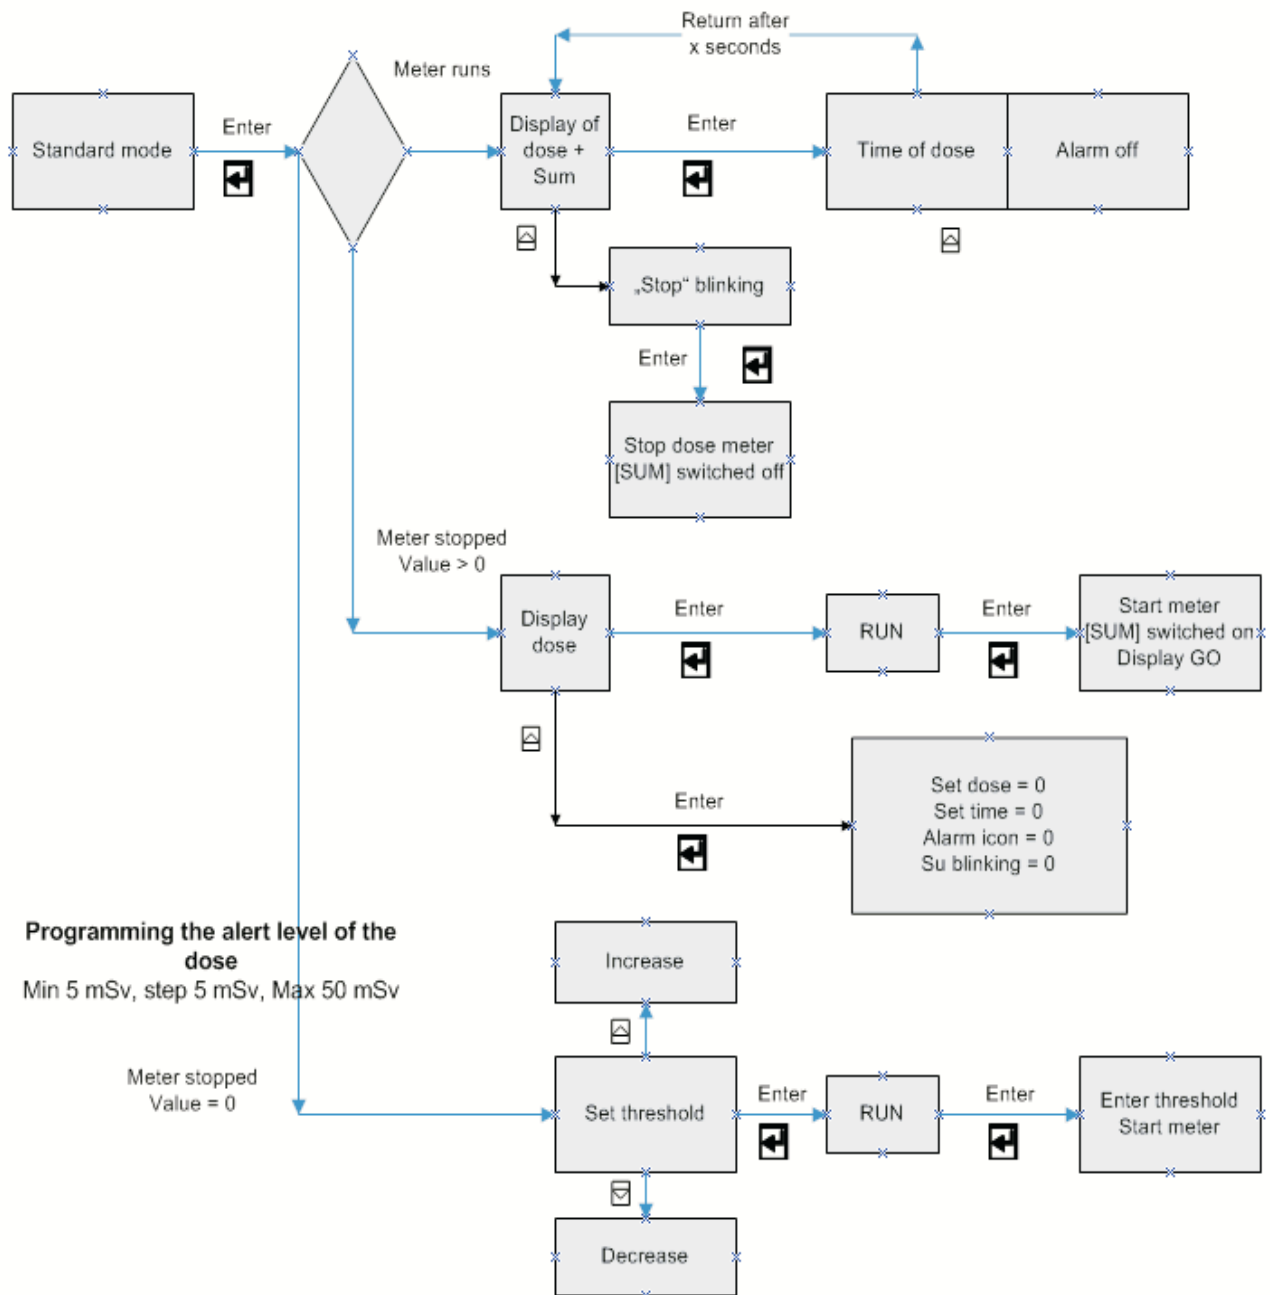 Return after
x seconds
Meter runs
Standard mode
Enter
Display of
dose +
Sum
Enter
Time of dose
Alarm off
„Stop“ blinking
Enter
Stop dose meter
[SUM] switched off
Meter stopped
Value > 0
Display
dose
Enter
RUN
Enter
Start meter
[SUM] switched on
Display GO
Enter
Set dose = 0
Set time = 0
Alarm icon = 0
Su blinking = 0
Programming the alert level of the
dose
Min 5 mSv, step 5 mSv, Max 50 mSv
Increase
Meter stopped
Value = 0
Set threshold
Enter
RUN
Enter
Enter threshold
Start meter
Decrease